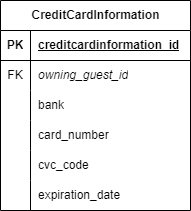 CreditCardInformation
PK creditcardinformation_id
FK owning_guest_id
bank
card_number
cvc_code
expiration_date